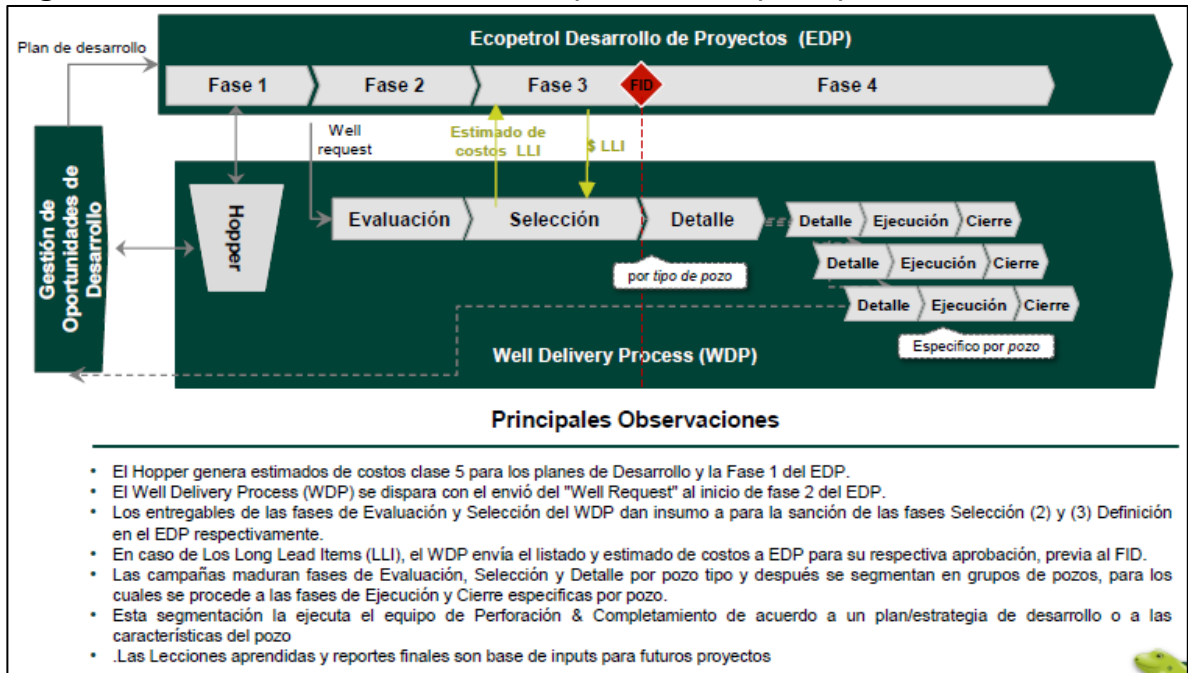 Ecopetrol Desarrollo de Proyectos (EDP)
Plan de desarrollo
Fase 1
Fase 2
Fase 3
FID
Fase 4
Well
request
Estimado de
costos LLI
$ LLI
Gestión de
Oportunidades de
Desarrollo
Hopper
Evaluación
Selección
Detalle
Detalle
Ejecución
Cierre
Detalle
Ejecución
Cierre
Detalle
Ejecución
Cierre
por tipo de pozo
Especifico por pozo
Well Delivery Process (WDP)
Principales Observaciones
• El Hopper genera estimados de costos clase 5 para los planes de Desarrollo y la Fase 1 del EDP.
• El Well Delivery Process (WDP) se dispara con el envió del "Well Request" al inicio de fase 2 del EDP.
• Los entregables de las fases de Evaluación y Selección del WDP dan insumo a para la sanción de las fases Selección (2) y (3) Definición
en el EDP respectivamente.
• En caso de Los Long Lead Items (LLI), el WDP envía el listado y estimado de costos a EDP para su respectiva aprobación, previa al FID.
• Las campañas maduran fases de Evaluación, Selección y Detalle por pozo tipo y después se segmentan en grupos de pozos, para los
cuales se procede a las fases de Ejecución y Cierre especificas por pozo.
• Esta segmentación la ejecuta el equipo de Perforación & Completamiento de acuerdo a un plan/estrategia de desarrollo o a las
características del pozo
• .Las Lecciones aprendidas y reportes finales son base de inputs para futuros proyectos